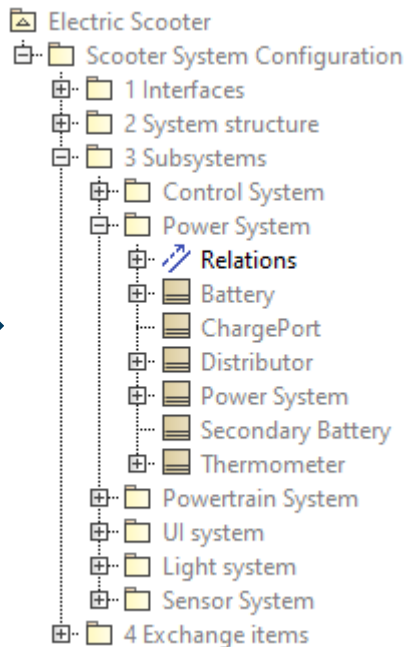 Electric Scooter
Scooter System Configuration
1 Interfaces
2 System structure
3 Subsystems
Control System
Power System
Relations
Battery
ChargePort
Distributor
Power System
Secondary Battery
Thermometer
Powertrain System
UI system
Light system
Sensor System
4 Exchange items